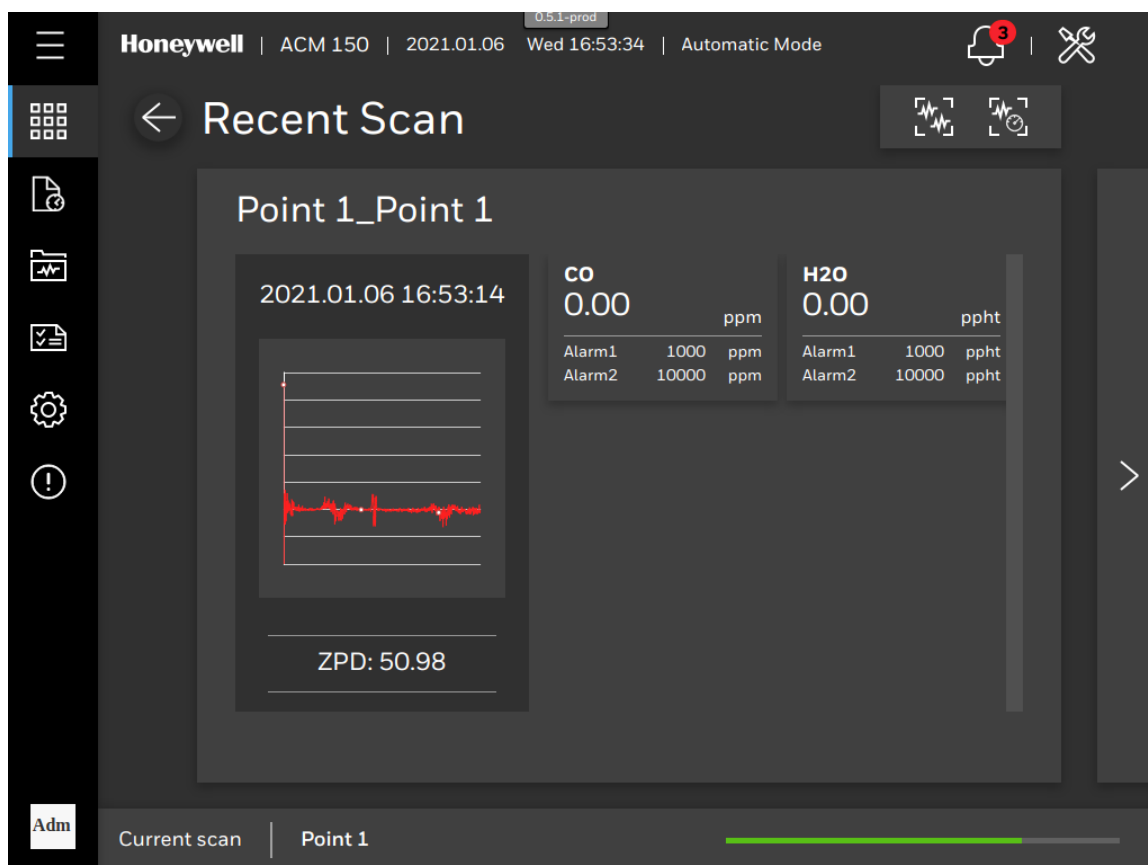 0.5.1-prod
Honeywell | ACM 150 | 2021.01.06 Wed 16:53:34 | Automatic Mode
3
Recent Scan
Point 1_Point 1
2021.01.06 16:53:14
ZPD: 50.98
CO
0.00 ppm
Alarm1 1000 ppm
Alarm2 10000 ppm
H2O
0.00 ppht
Alarm1 1000 ppht
Alarm2 10000 ppht
Adm
Current scan | Point 1